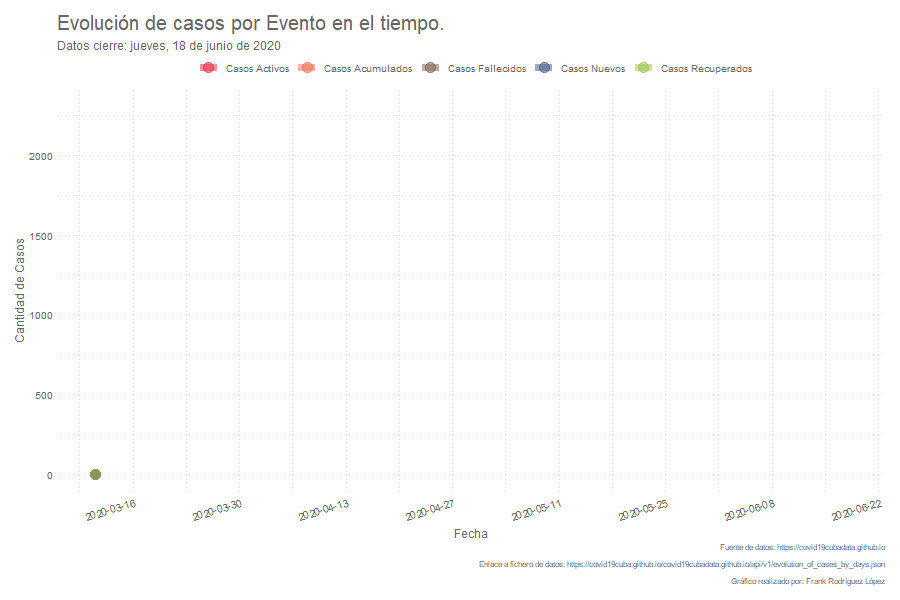 Evolución de casos por Evento en el tiempo.
Datos cierre: jueves, 18 de junio de 2020
Casos Activos Casos Acumulados Casos Fallecidos Casos Nuevos Casos Recuperados
2000
1500
1000
500
0
Cantidad de Casos
2020-03-16 2020-03-30 2020-04-13 2020-04-27 2020-05-11 2020-05-25 2020-06-08 2020-06-22
Fecha
Fuente de datos: https://covid19cubadata.github.io
Enlace a fichero de datos: https://covid19cuba.github.io/covid19cubadata.github.io/api/v1/evolution_of_cases_by_days.json
Gráfico realizado por: Frank Rodríguez López